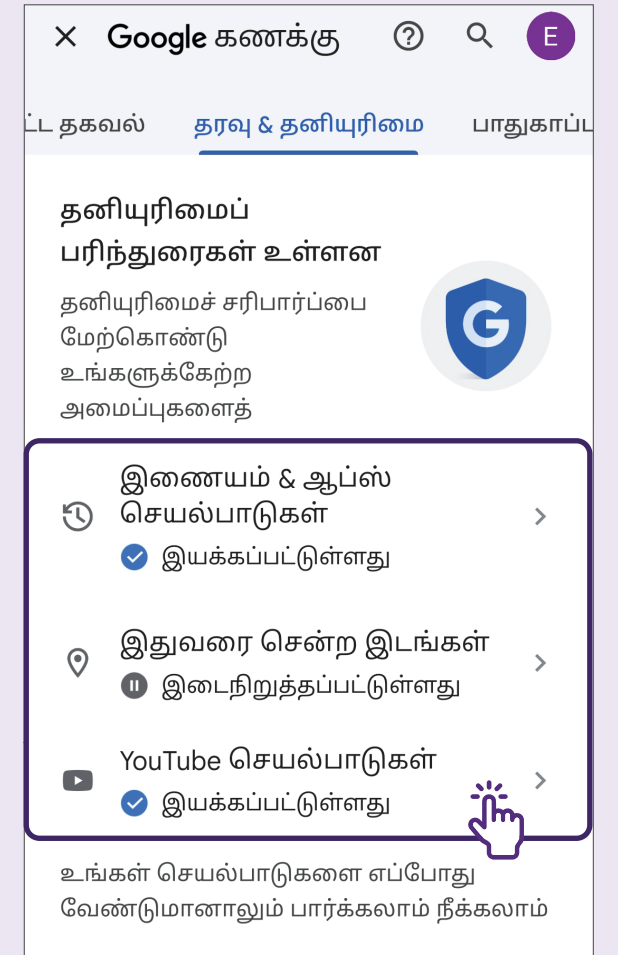 Google கணக்கு
E
ட்ட தகவல் தரவு & தனியுரிமை
தனியுரிமைப்
பரிந்துரைகள் உள்ளன
தனியுரிமைச் சரிபார்ப்பை
மேற்கொண்டு
உங்களுக்கேற்ற
அமைப்புகளைத்
G
இணையம் & ஆப்ஸ்
செயல்பாடுகள்
இயக்கப்பட்டுள்ளது
இதுவரை சென்ற இடங்கள்
இடைநிறுத்தப்பட்டுள்ளது
YouTube செயல்பாடுகள்
இயக்கப்பட்டுள்ளது
உங்கள் செயல்பாடுகளை எப்போது
வேண்டுமானாலும் பார்க்கலாம் நீக்கலாம்